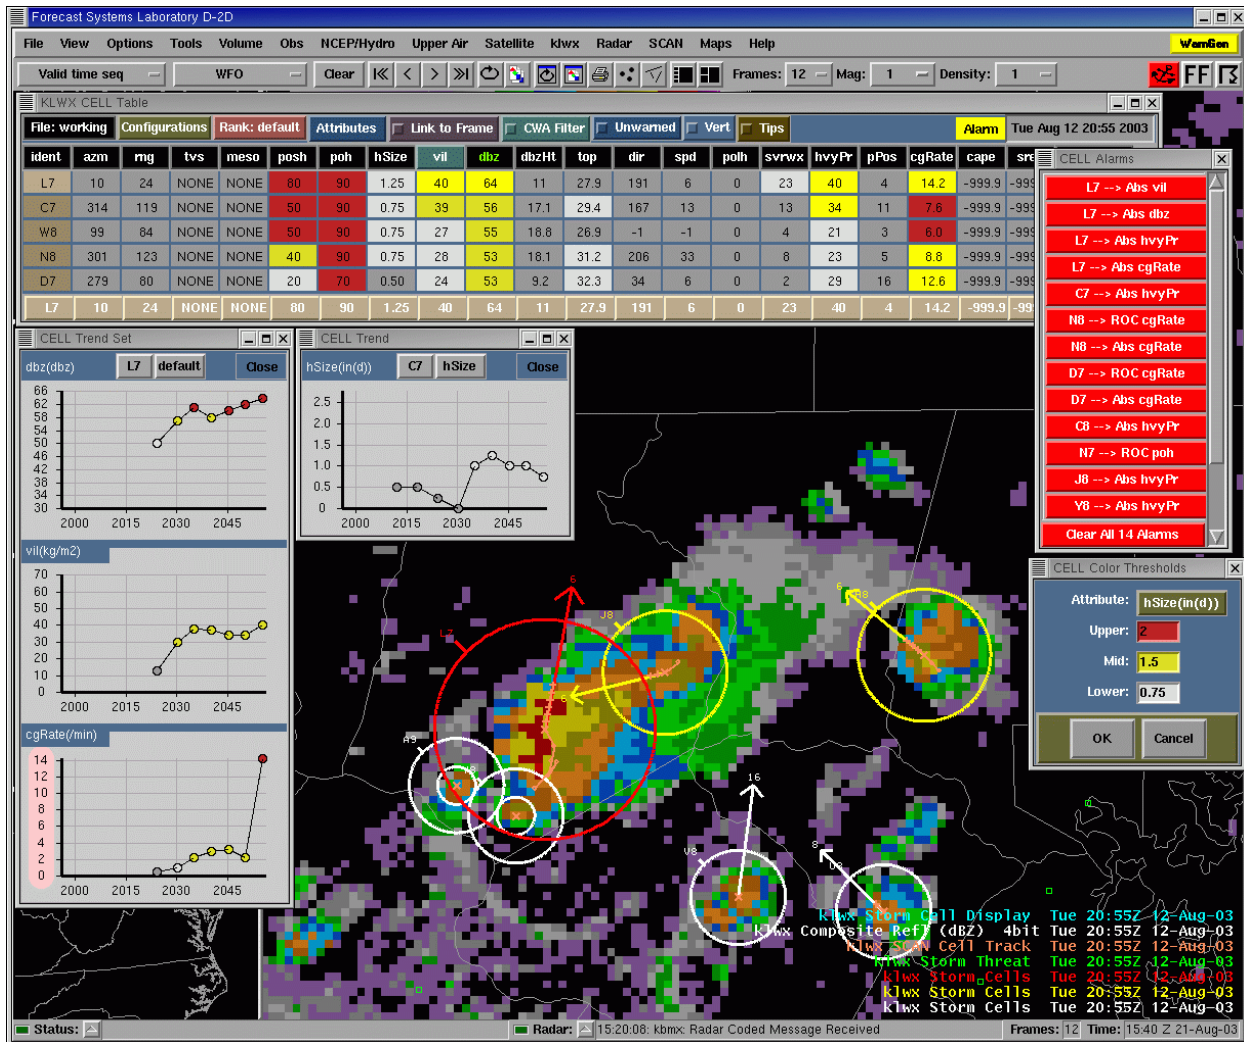 Forecast Systems Laboratory D-2D
File View Options Tools Volume Obs NCEP/Hydro Upper Air Satellite klwx Radar SCAN Maps Help WarnGen
Valid time seq WFO Clear Frames: 12 Mag: 1 Density: 1 FF
KLWX CELL Table
File: working Configurations Rank: default Attributes Link to Frame CWA Filter Unwarned Vert Tips Alarm Tue Aug 12 20:55 2003
ident azm rng tvs meso posh poh hSize vil dbz dbzHt top dir spd polh svrwx hvyPr pPos cgRate cape sre
L7 10 24 NONE NONE 80 90 1.25 40 64 11 27.9 191 6 0 23 40 4 14.2 -999.9 -999
C7 314 119 NONE NONE 50 90 0.75 39 56 17.1 29.4 167 13 0 13 34 11 7.6 -999.9 -999
W8 99 84 NONE NONE 50 90 0.75 27 55 18.8 26.9 -1 -1 0 4 21 3 6.0 -999.9 -999
N8 301 123 NONE NONE 40 90 0.75 28 53 18.1 31.2 206 33 0 8 23 5 8.8 -999.9 -999
D7 279 80 NONE NONE 20 70 0.50 24 53 9.2 32.3 34 6 0 2 29 16 12.6 -999.9 -999
L7 10 24 NONE NONE 80 90 1.25 40 64 11 27.9 191 6 0 23 40 4 14.2 -999.9 -999
CELL Alarms
L7 --> Abs vil
L7 --> Abs dbz
L7 --> Abs hvyPr
L7 --> Abs cgRate
C7 --> Abs hvyPr
N8 --> ROC cgRate
N8 --> Abs cgRate
D7 --> ROC cgRate
D7 --> Abs cgRate
C8 --> Abs hvyPr
N7 --> ROC poh
J8 --> Abs hvyPr
Y8 --> Abs hvyPr
Clear All 14 Alarms
CELL Trend Set
dbz(dbz) L7 default Close
66
62
58
54
50
46
42
38
34
30
2000 2015 2030 2045
vil(kg/m2)
70
60
50
40
30
20
10
0
2000 2015 2030 2045
cgRate(/min)
14
12
10
8
6
4
2
0
2000 2015 2030 2045
CELL Trend
hSize(in(d)) C7 hSize Close
2.5
2.0
1.5
1.0
0.5
0
2000 2015 2030 2045
CELL Color Thresholds
Attribute: hSize(in(d))
Upper: 2
Mid: 1.5
Lower: 0.75
OK Cancel
6
L7
J8
6
6
A8
A9
16
V8
8
klwx Storm Cell Display Tue 20:55Z 12-Aug-03
klwx Composite Refl (dBZ) 4bit Tue 20:55Z 12-Aug-03
klwx SCAN Cell Track Tue 20:55Z 12-Aug-03
klwx Storm Threat Tue 20:55Z 12-Aug-03
klwx Storm Cells Tue 20:55Z 12-Aug-03
klwx Storm Cells Tue 20:55Z 12-Aug-03
klwx Storm Cells Tue 20:55Z 12-Aug-03
Status: Radar: 15:20:08: kbmx: Radar Coded Message Received Frames: 12 Time: 15:40 Z 21-Aug-03